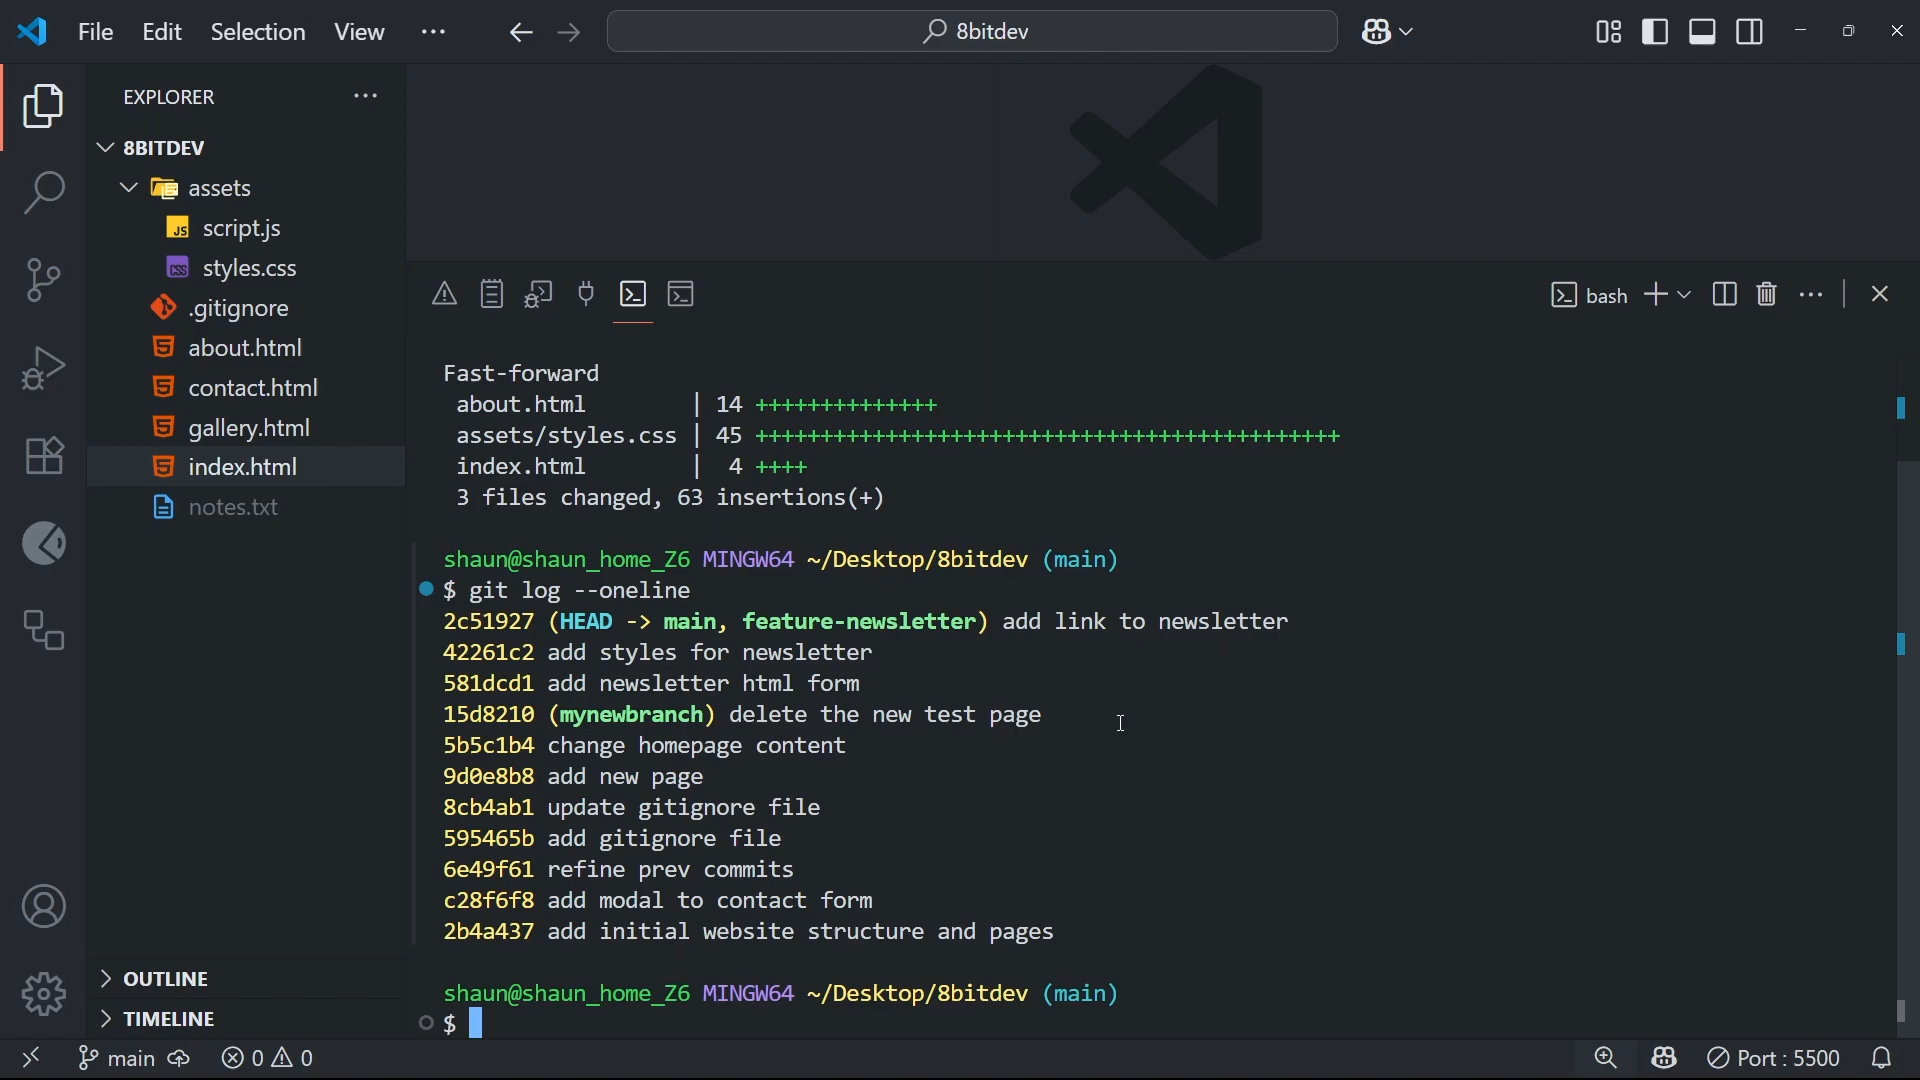 File Edit Selection View ··· 8bitdev
EXPLORER ···
8BITDEV
assets
script.js
styles.css
.gitignore
about.html
contact.html
gallery.html
index.html
notes.txt
OUTLINE
TIMELINE
bash
Fast-forward
about.html | 14 ++++++++++++++
assets/styles.css | 45 +++++++++++++++++++++++++++++++++++++++++++++
index.html | 4 ++++
3 files changed, 63 insertions(+)
shaun@shaun_home_Z6 MINGW64 ~/Desktop/8bitdev (main)
$ git log --oneline
2c51927 (HEAD -> main, feature-newsletter) add link to newsletter
42261c2 add styles for newsletter
581dcd1 add newsletter html form
15d8210 (mynewbranch) delete the new test page
5b5c1b4 change homepage content
9d0e8b8 add new page
8cb4ab1 update gitignore file
595465b add gitignore file
6e49f61 refine prev commits
c28f6f8 add modal to contact form
2b4a437 add initial website structure and pages
shaun@shaun_home_Z6 MINGW64 ~/Desktop/8bitdev (main)
$
main 0 0 Port : 5500